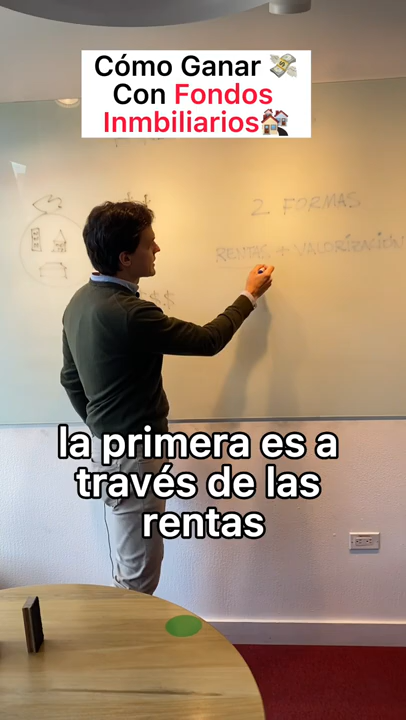 Cómo Ganar 💸
Con Fondos
Inmbiliarios🏘️
2 FORMAS
RENTAS + VALORIZACIÓN
$$$
la primera es a
través de las
rentas